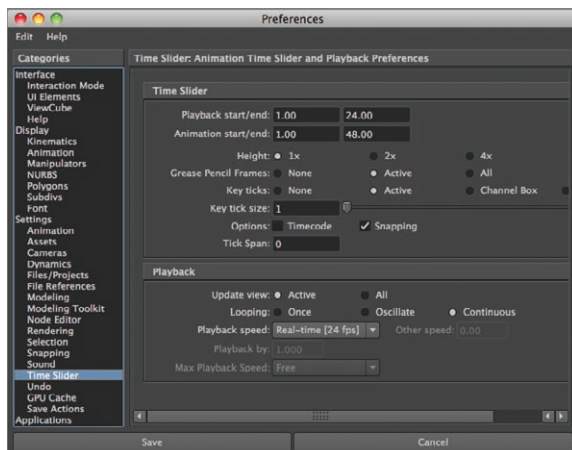 Preferences
Edit Help
Categories
Interface
Interaction Mode
UI Elements
ViewCube
Help
Display
Kinematics
Animation
Manipulators
NURBS
Polygons
Subdivs
Font
Settings
Animation
Assets
Cameras
Dynamics
Files/Projects
File References
Modeling
Modeling Toolkit
Node Editor
Rendering
Selection
Snapping
Sound
Time Slider
Undo
GPU Cache
Save Actions
Applications
Time Slider: Animation Time Slider and Playback Preferences
Time Slider
Playback start/end: 1.00 24.00
Animation start/end: 1.00 48.00
Height: 1x 2x 4x
Grease Pencil Frames: None Active All
Key ticks: None Active Channel Box
Key tick size: 1
Options: Timecode Snapping
Tick Span: 0
Playback
Update view: Active All
Looping: Once Oscillate Continuous
Playback speed: Real-time [24 fps] Other speed: 0.00
Playback by: 1.000
Max Playback Speed: Free
Save Cancel